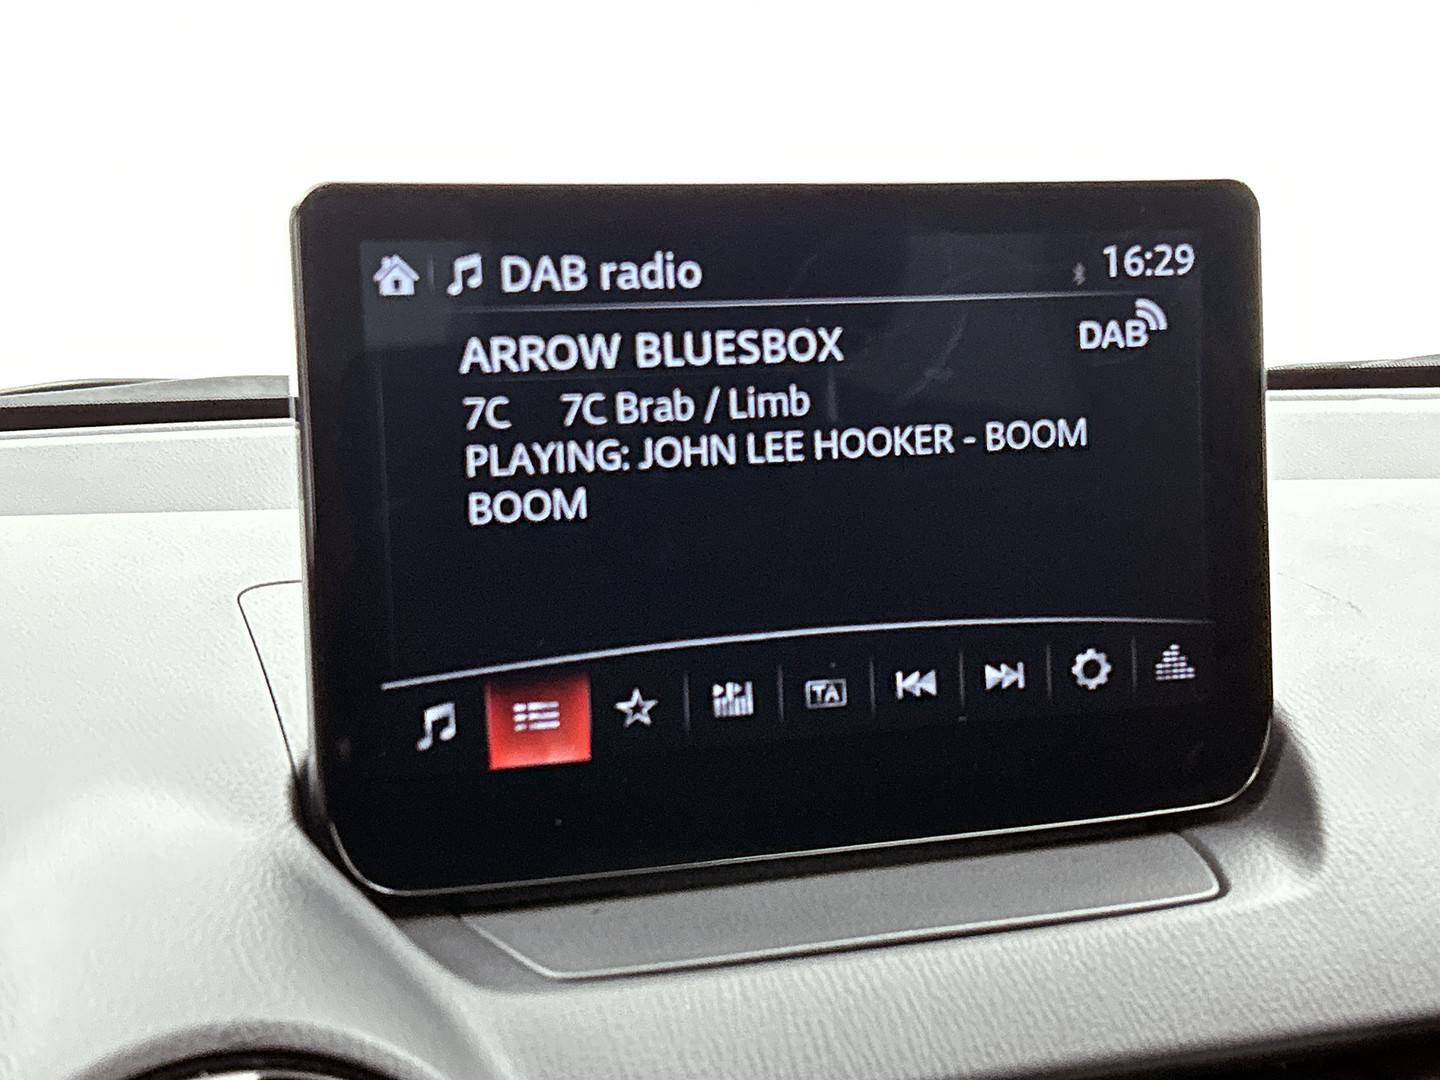 DAB radio 16:29
ARROW BLUESBOX DAB
7C 7C Brab / Limb
PLAYING: JOHN LEE HOOKER - BOOM
BOOM
TA